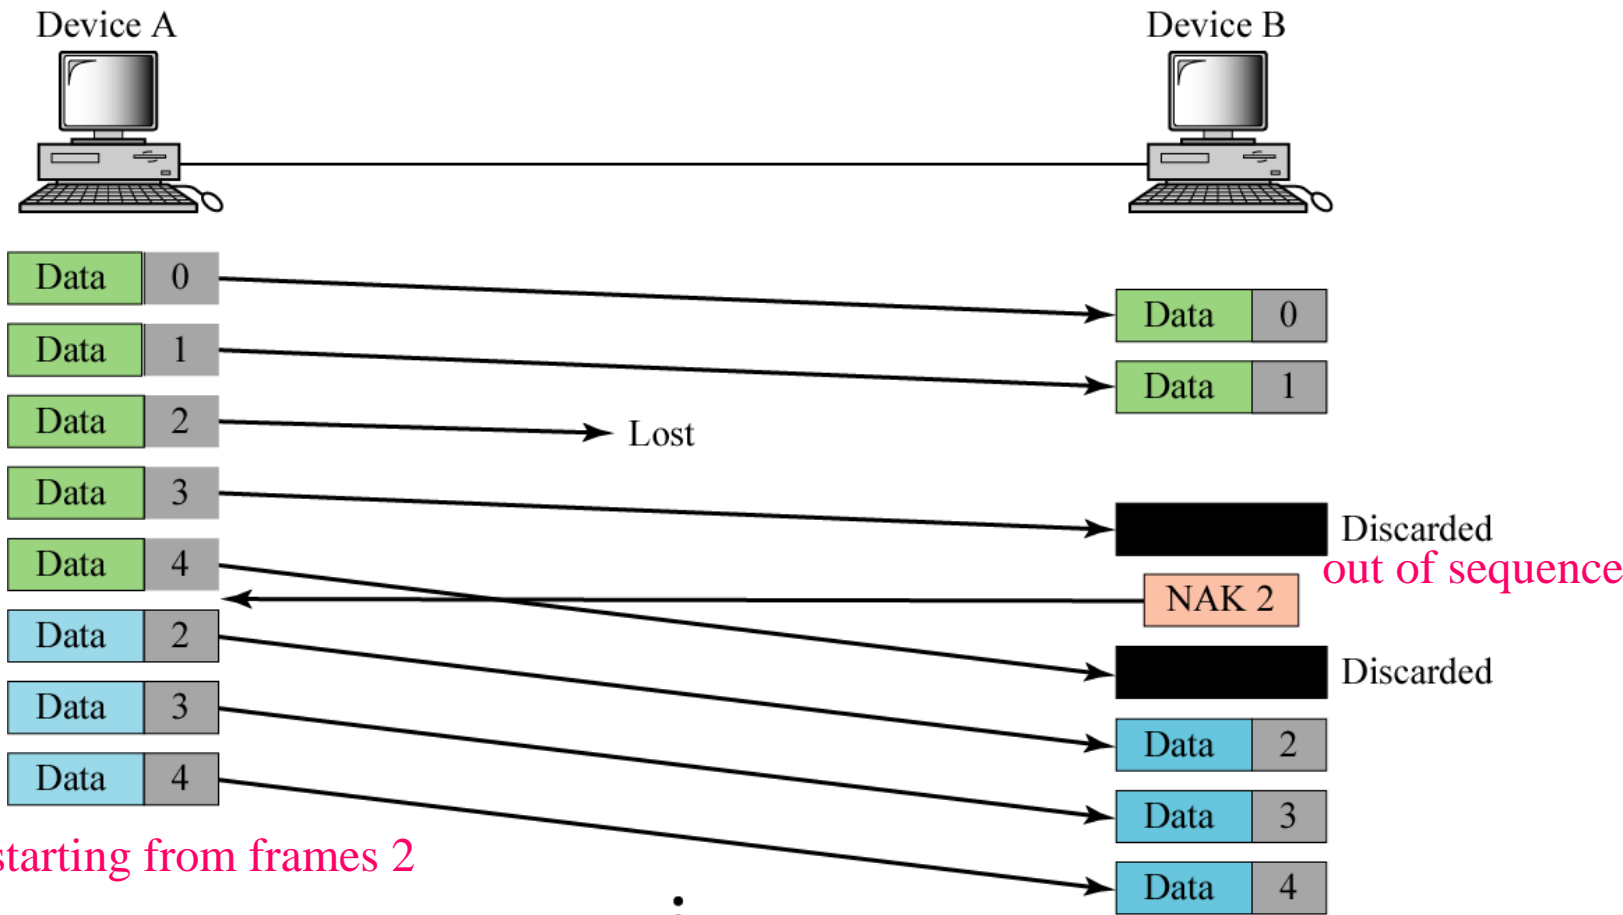 Device A
Device B
Data 0
Data 0
Data 1
Data 1
Data 2
Lost
Data 3
Discarded
out of sequence
Data 4
NAK 2
Data 2
Discarded
Data 3
Data 2
Data 4
Data 3
starting from frames 2
Data 4